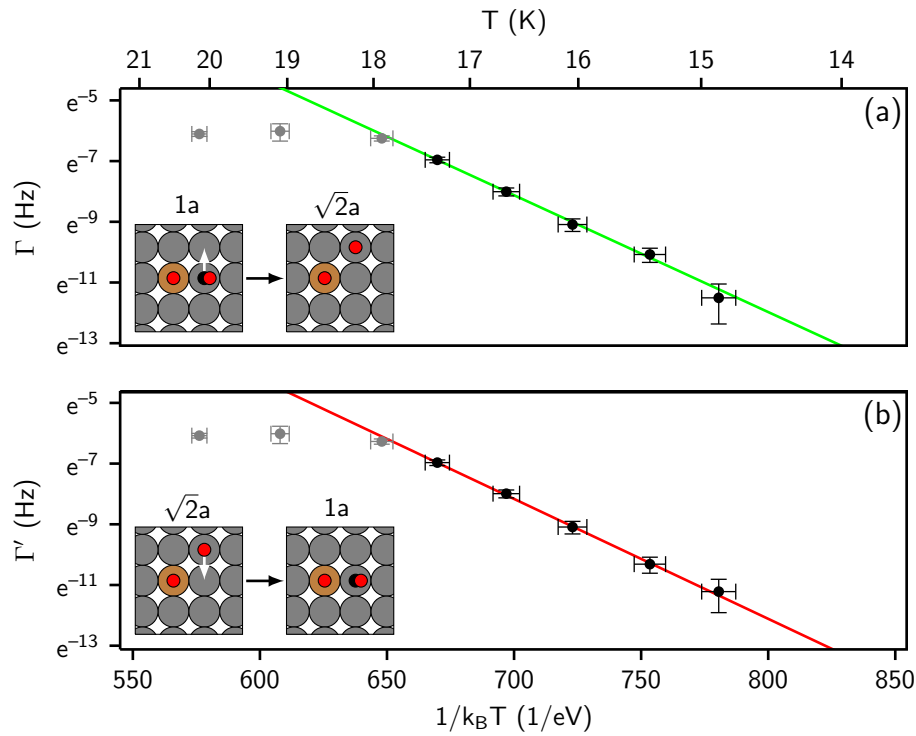 T (K)
21 20 19 18 17 16 15 14
(a)
e⁻⁵
e⁻⁷
e⁻⁹
e⁻¹¹
e⁻¹³
Γ (Hz)
1a
√2a
(b)
e⁻⁵
e⁻⁷
e⁻⁹
e⁻¹¹
e⁻¹³
Γ′ (Hz)
√2a
1a
550 600 650 700 750 800 850
1/k_BT (1/eV)